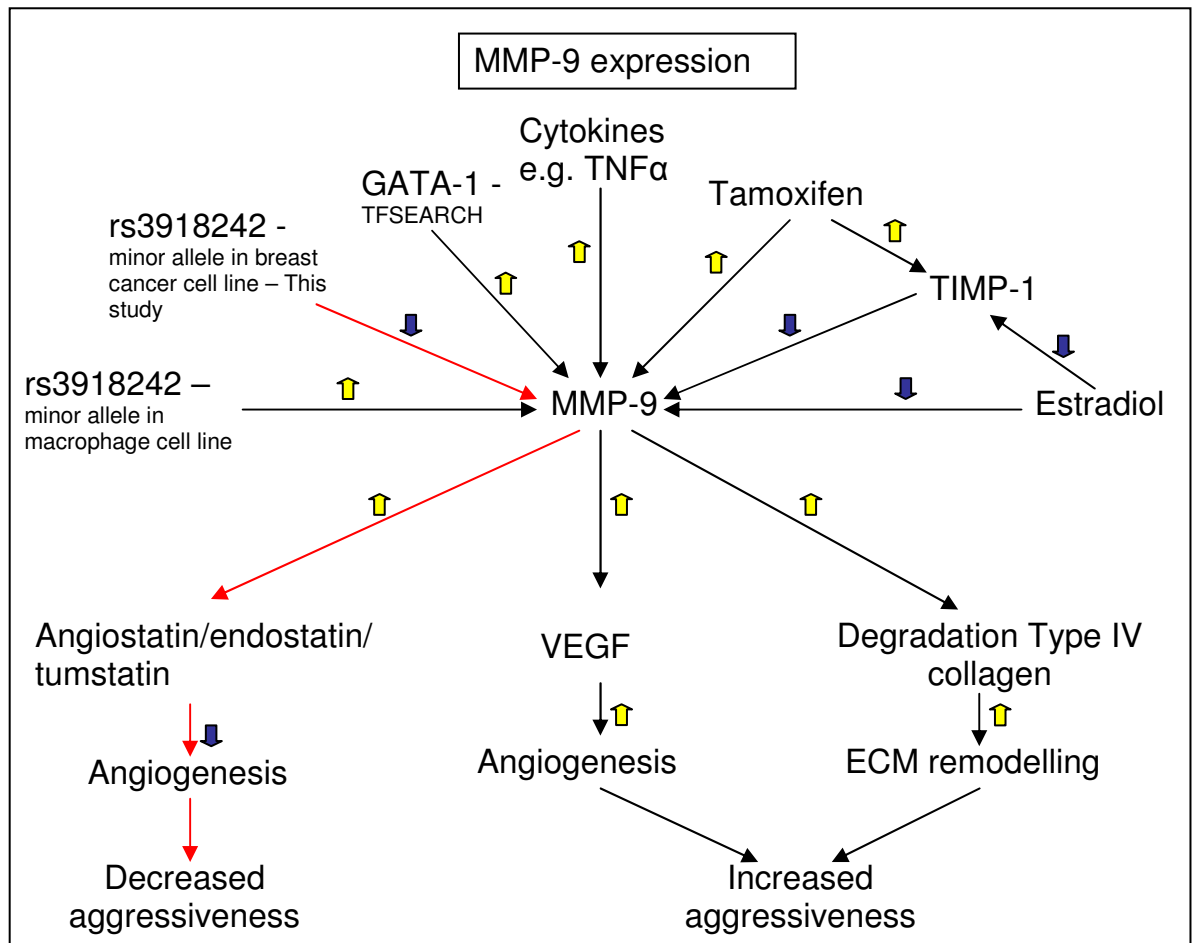 MMP-9 expression
Cytokines
e.g. TNFα
GATA-1 -
TFSEARCH
Tamoxifen
rs3918242 -
minor allele in breast
cancer cell line – This
study
TIMP-1
rs3918242 –
minor allele in
macrophage cell line
MMP-9
Estradiol
Angiostatin/endostatin/
tumstatin
VEGF
Degradation Type IV
collagen
Angiogenesis
Angiogenesis
ECM remodelling
Decreased
aggressiveness
Increased
aggressiveness